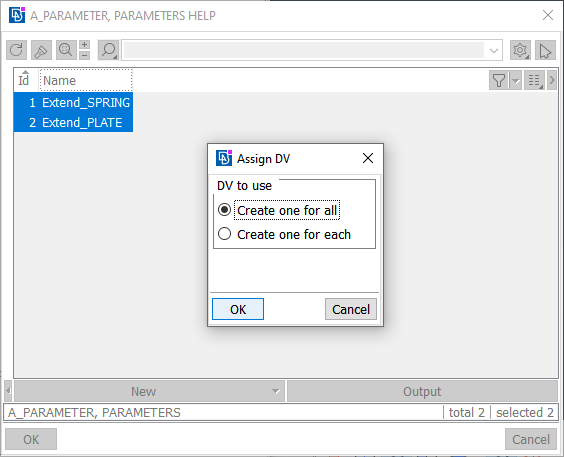 A_PARAMETER, PARAMETERS HELP
Id Name
1 Extend_SPRING
2 Extend_PLATE
Assign DV
DV to use
Create one for all
Create one for each
OK Cancel
New Output
A_PARAMETER, PARAMETERS total 2 selected 2
OK Cancel